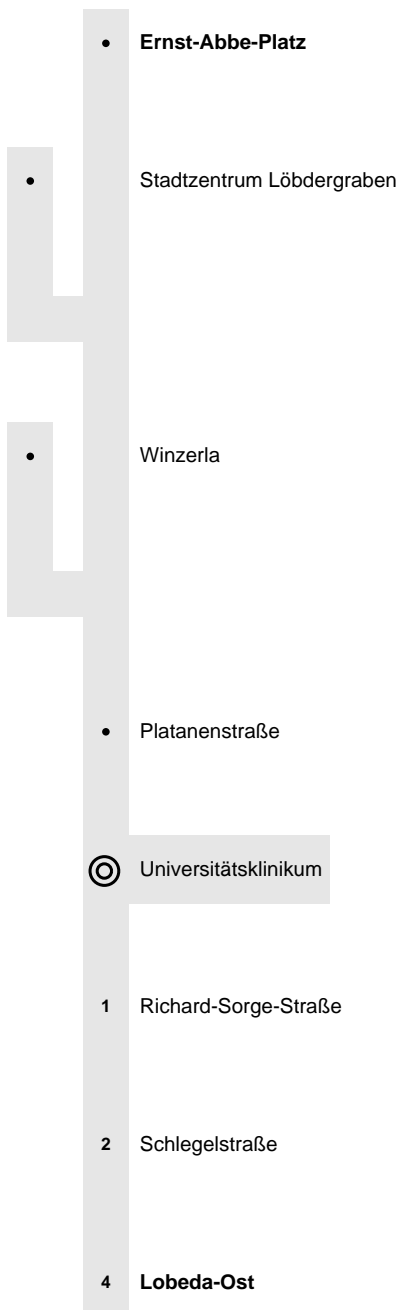 Ernst-Abbe-Platz
Stadtzentrum Löbdergraben
Winzerla
Platanenstraße
Universitätsklinikum
1 Richard-Sorge-Straße
2 Schlegelstraße
4 Lobeda-Ost